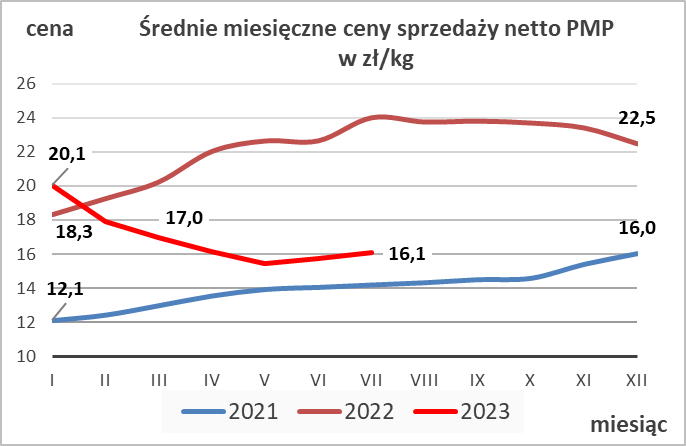 cena
Średnie miesięczne ceny sprzedaży netto PMP
w zł/kg
26
24
22
20
18
16
14
12
10
22,5
20,1
18,3
17,0
16,1
16,0
12,1
I II III IV V VI VII VIII IX X XI XII
2021 2022 2023
miesiąc